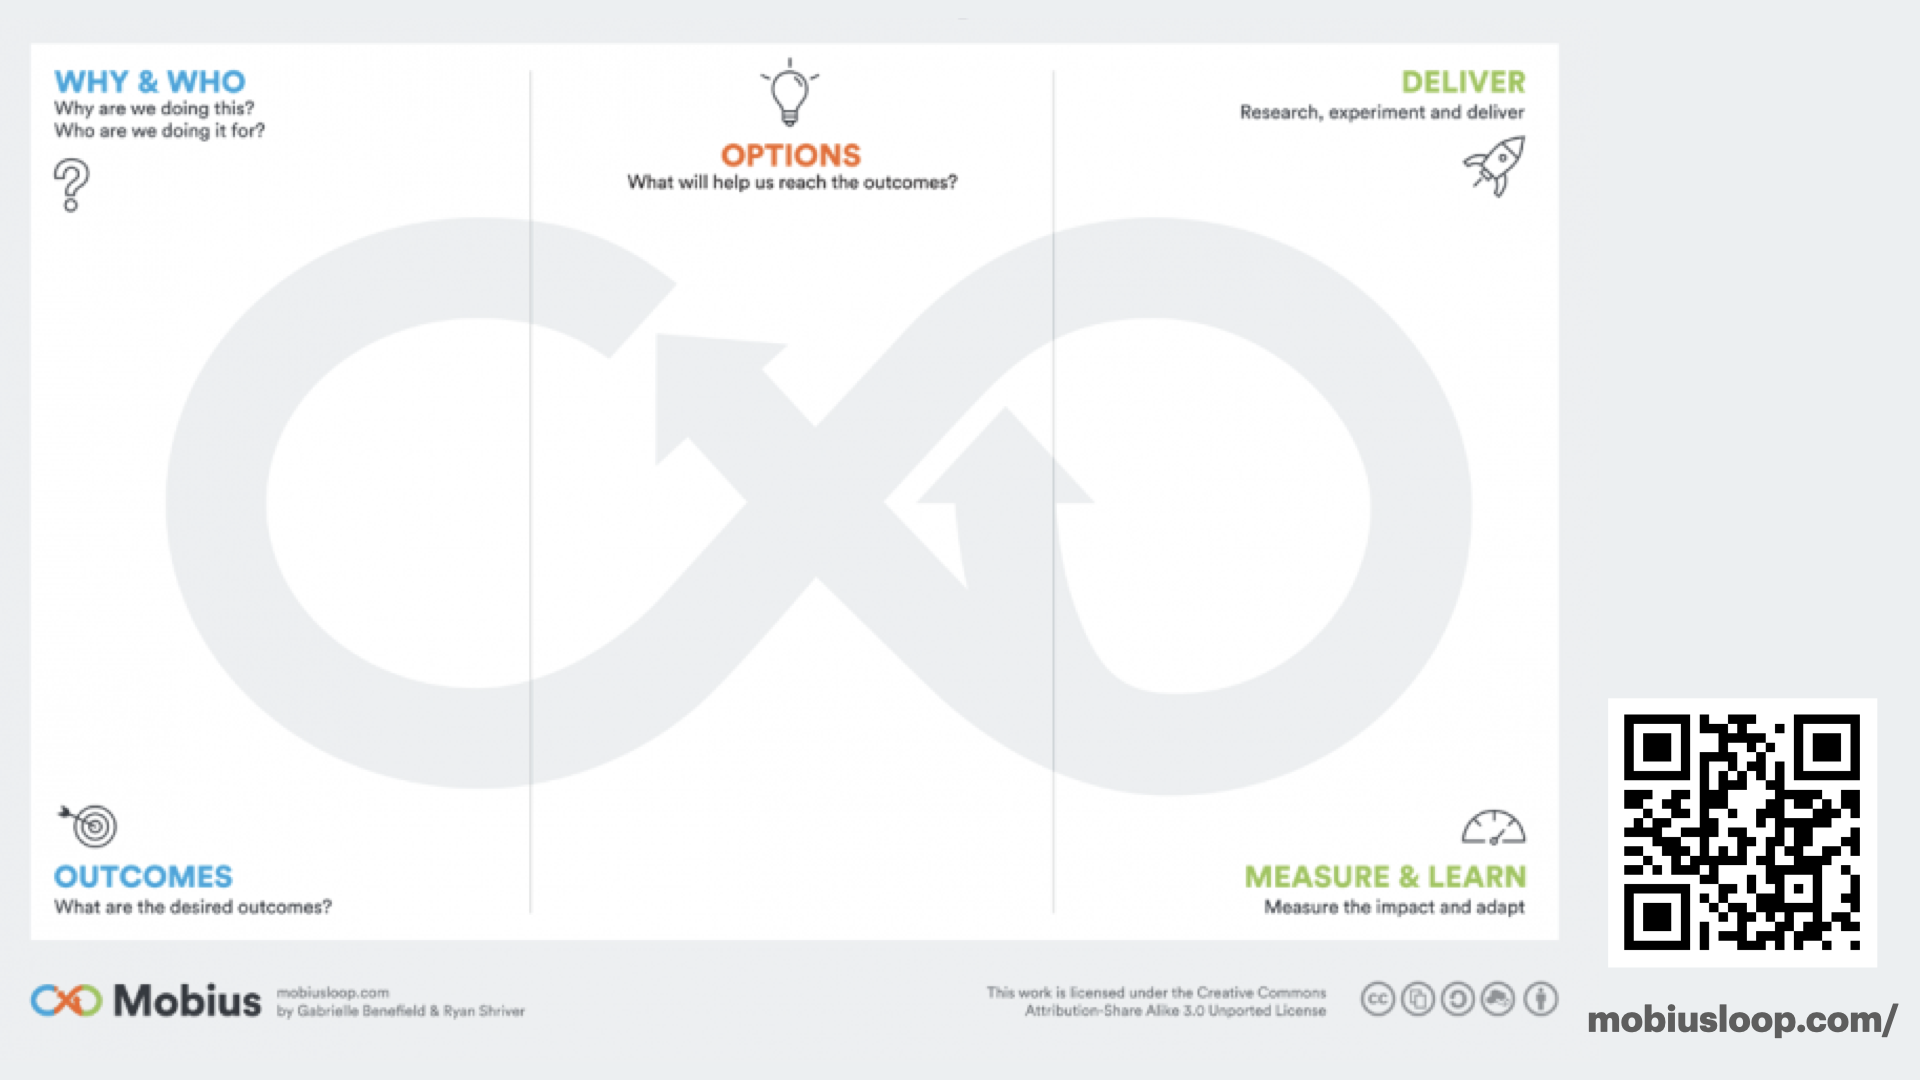 WHY & WHO
Why are we doing this?
Who are we doing it for?
OPTIONS
What will help us reach the outcomes?
DELIVER
Research, experiment and deliver
OUTCOMES
What are the desired outcomes?
MEASURE & LEARN
Measure the impact and adapt
Mobius
mobiusloop.com
by Gabrielle Benefield & Ryan Shriver
This work is licensed under the Creative Commons
Attribution-Share Alike 3.0 Unported License
cc
mobiusloop.com/